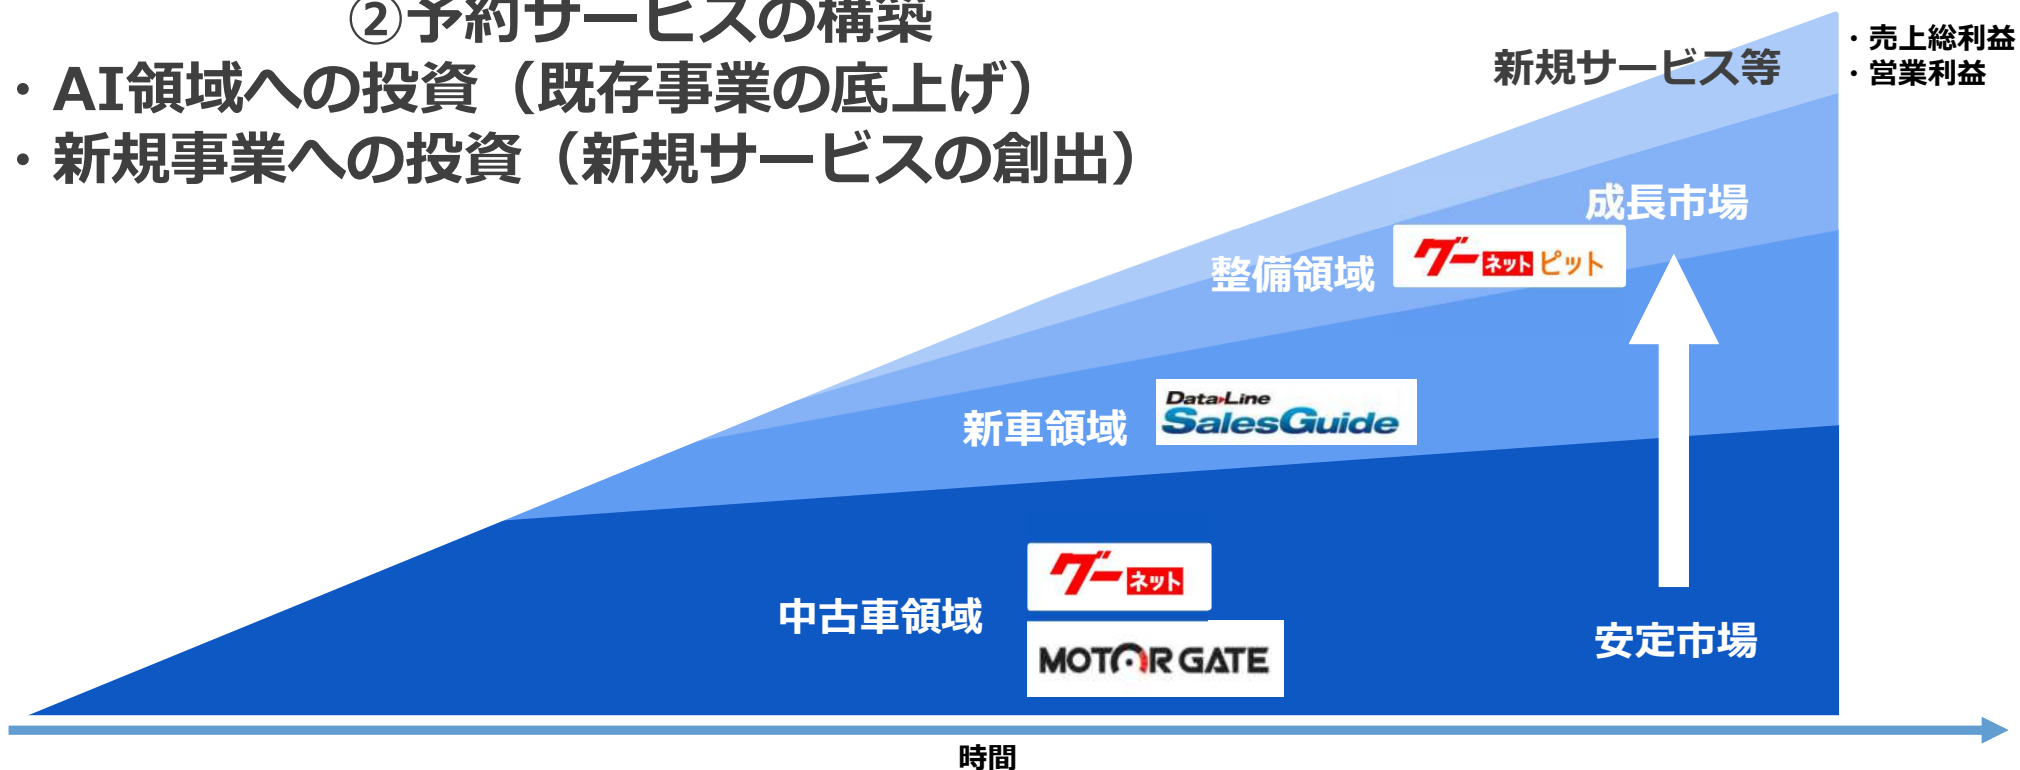 ②予約サービスの構築
・AI領域への投資（既存事業の底上げ）
・新規事業への投資（新規サービスの創出）
新規サービス等
・売上総利益
・営業利益
成長市場
整備領域
グーネットピット
新車領域
DataLine
SalesGuide
中古車領域
グーネット
MOTOR GATE
安定市場
時間